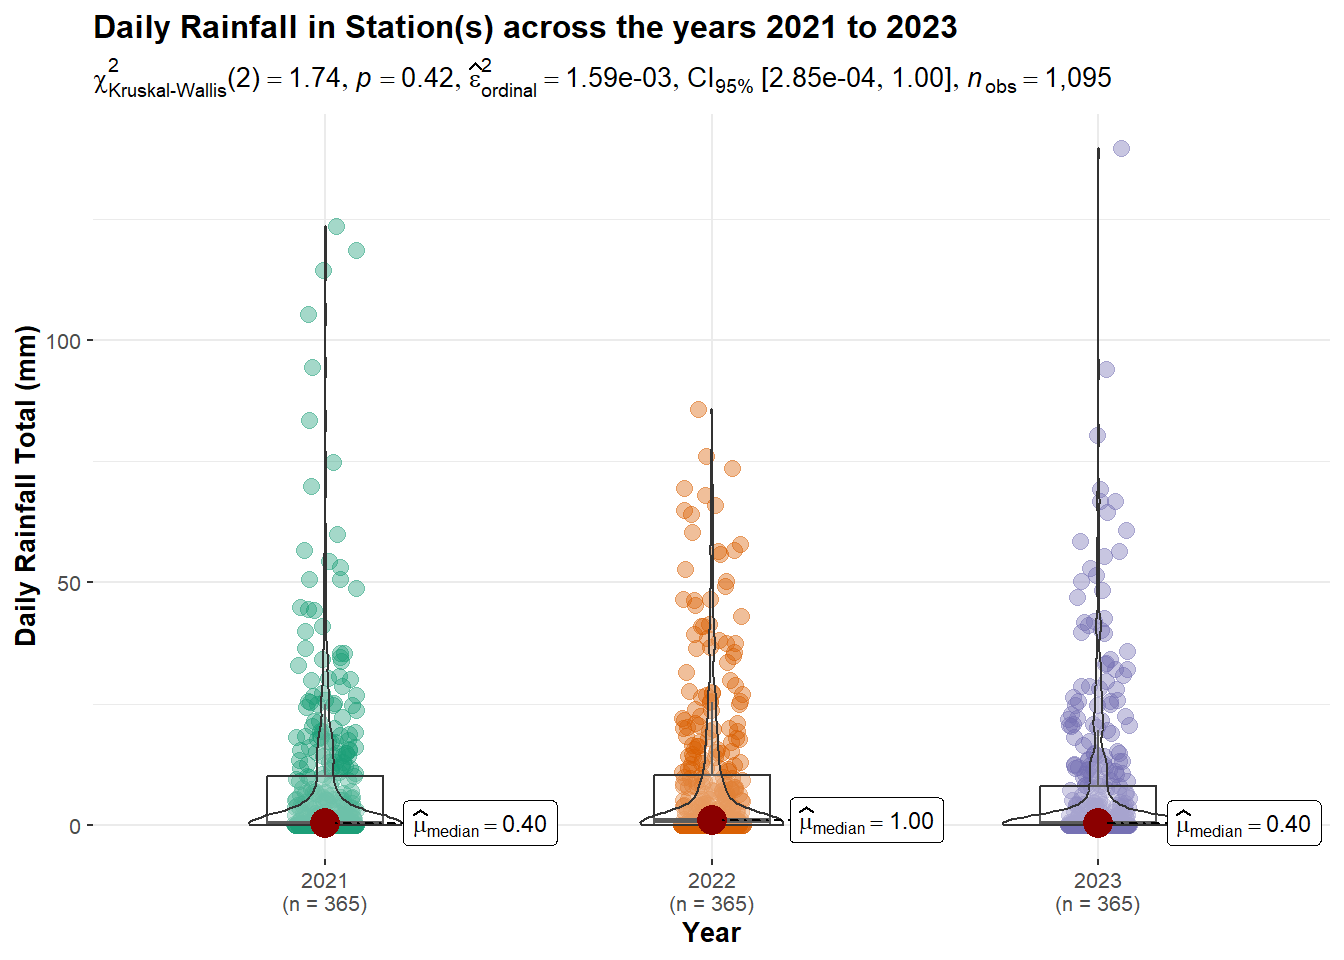 Daily Rainfall in Station(s) across the years 2021 to 2023
χ²Kruskal-Wallis(2) = 1.74, p = 0.42, ε̂²ordinal = 1.59e-03, CI95% [2.85e-04, 1.00], nobs = 1,095
Daily Rainfall Total (mm)
100
50
0
μ̂median = 0.40
μ̂median = 1.00
μ̂median = 0.40
2021
(n = 365)
2022
(n = 365)
2023
(n = 365)
Year